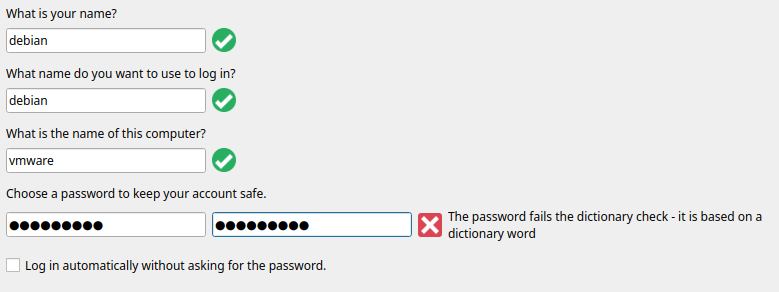 What is your name?
debian
What name do you want to use to log in?
debian
What is the name of this computer?
vmware
Choose a password to keep your account safe.
●●●●●●●●● ●●●●●●●●● The password fails the dictionary check - it is based on a
dictionary word
Log in automatically without asking for the password.